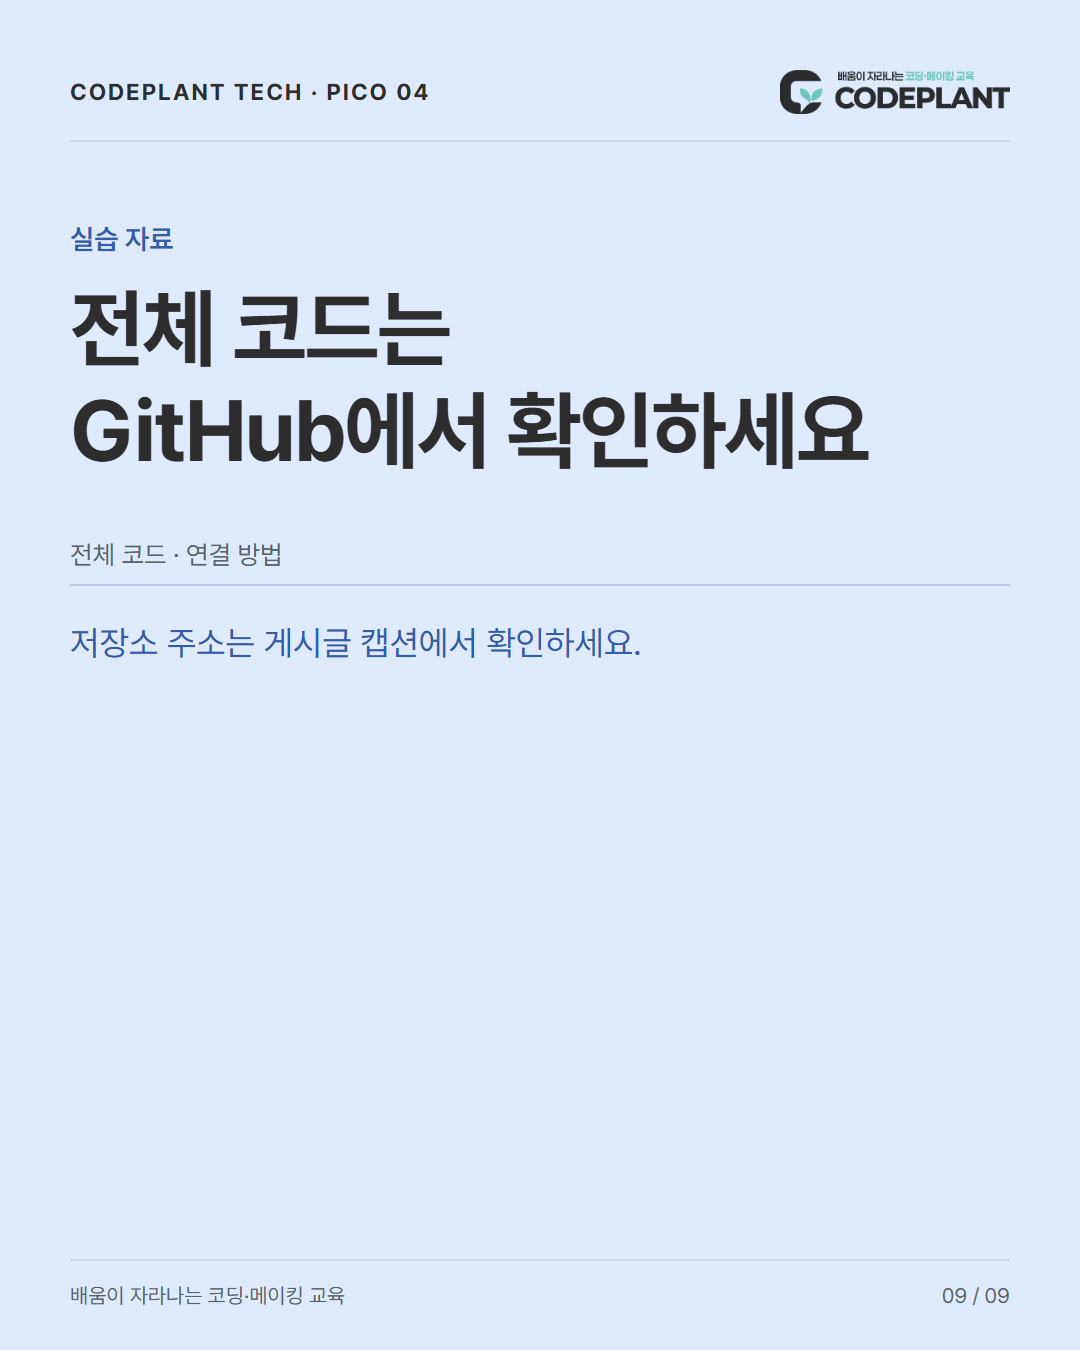 CODEPLANT TECH · PICO 04
배움이 자라나는 코딩·메이킹 교육
CODEPLANT
실습 자료
전체 코드는
GitHub에서 확인하세요
전체 코드 · 연결 방법
저장소 주소는 게시글 캡션에서 확인하세요.
배움이 자라나는 코딩·메이킹 교육
09 / 09